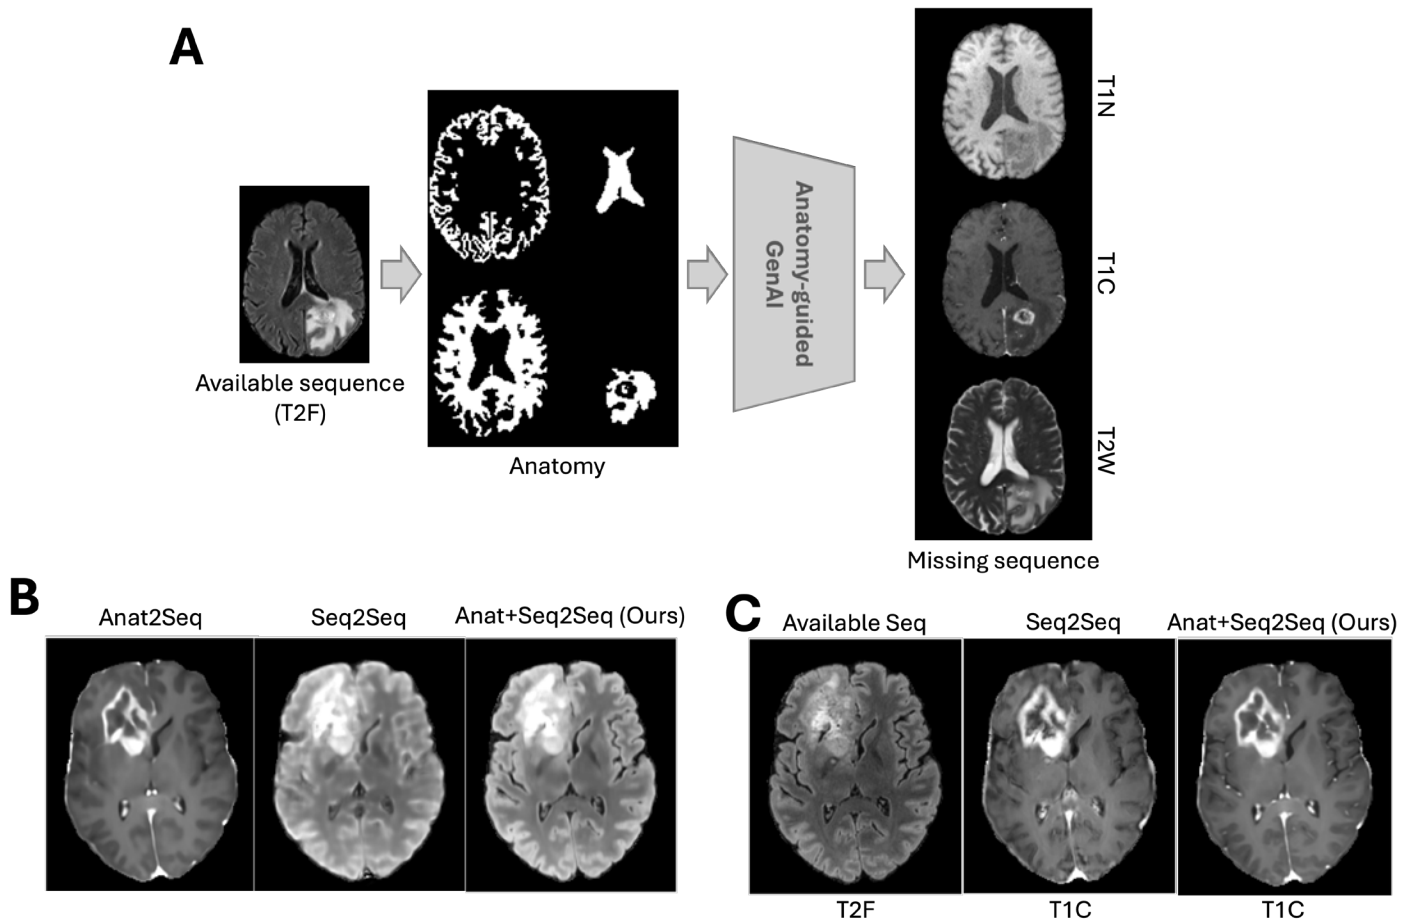 A
Available sequence
(T2F)
Anatomy
Anatomy-guided
GenAI
T1N
T1C
T2W
Missing sequence
B
Anat2Seq
Seq2Seq
Anat+Seq2Seq (Ours)
C
Available Seq
Seq2Seq
Anat+Seq2Seq (Ours)
T2F
T1C
T1C